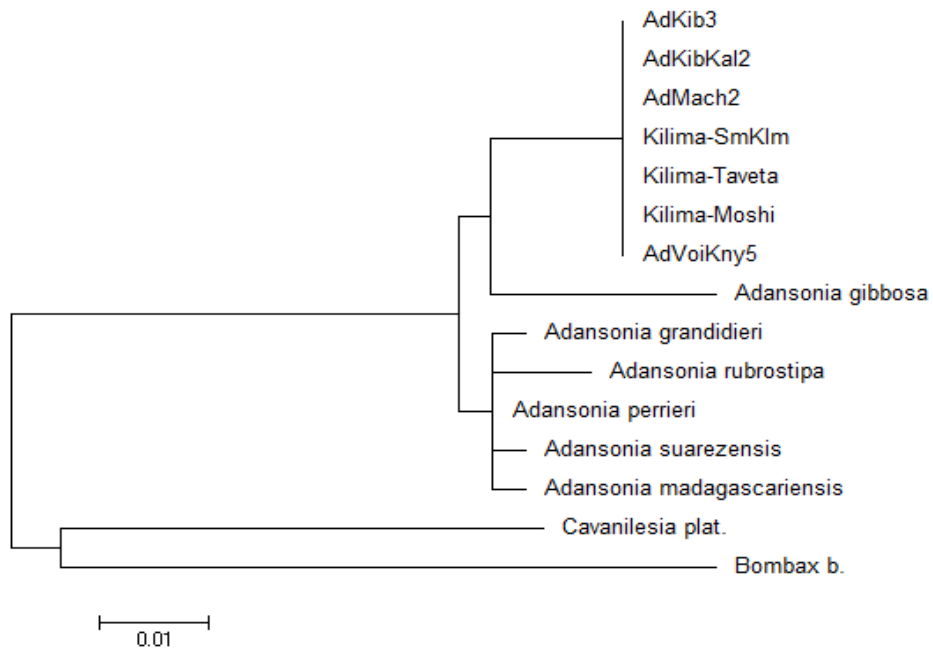 AdKib3
AdKibKal2
AdMach2
Kilima-SmKlm
Kilima-Taveta
Kilima-Moshi
AdVoiKny5
Adansonia gibbosa
Adansonia grandidieri
Adansonia rubrostipa
Adansonia perrieri
Adansonia suarezensis
Adansonia madagascariensis
Cavanilesia plat.
Bombax b.
0.01